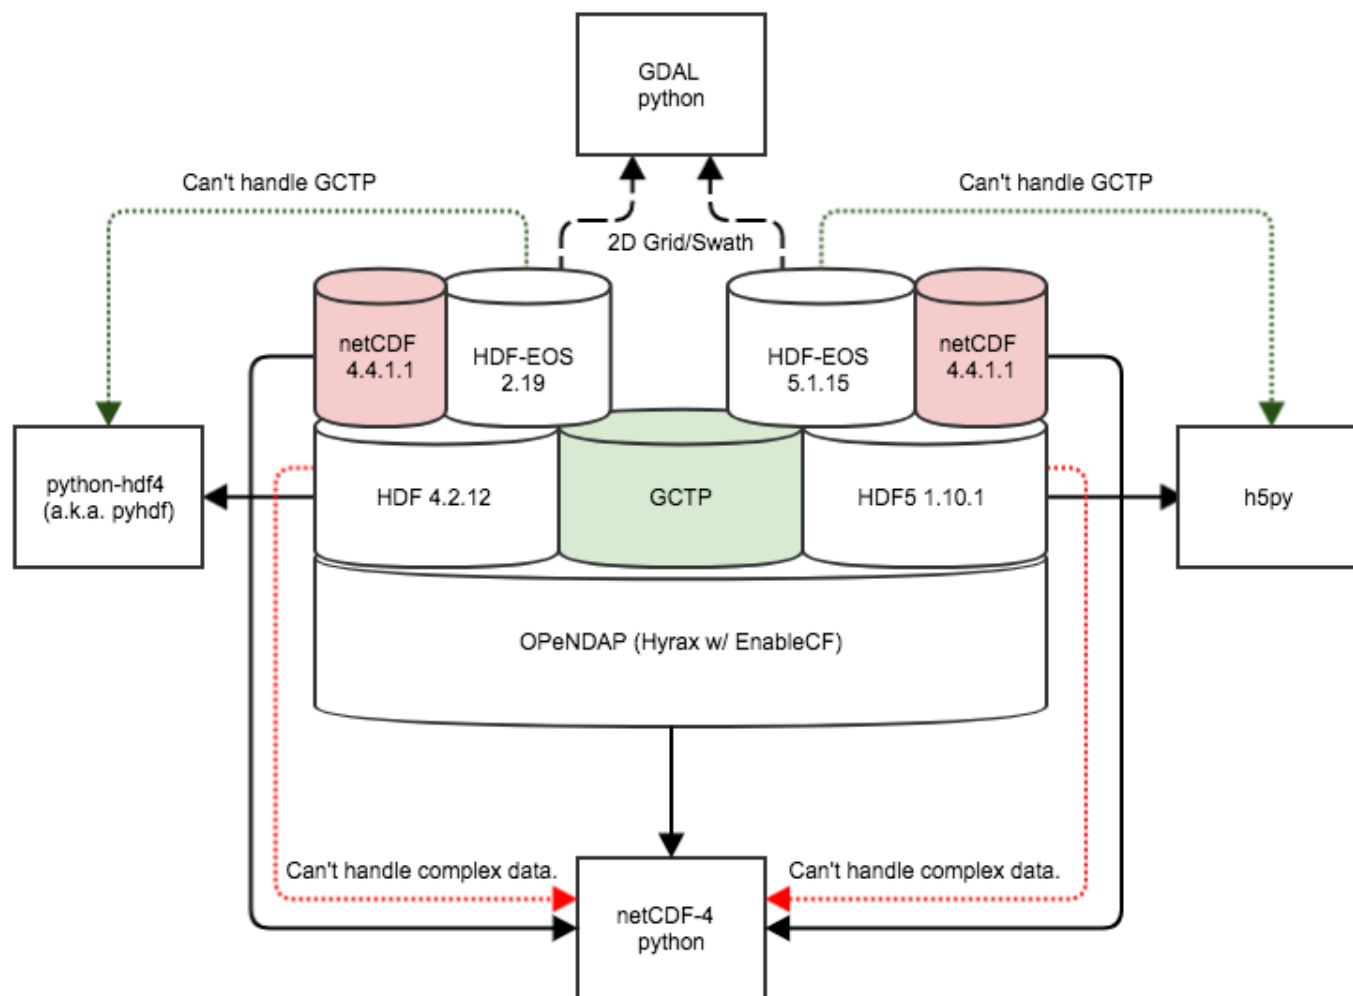 GDAL
python
Can't handle GCTP
Can't handle GCTP
2D Grid/Swath
netCDF
4.4.1.1
HDF-EOS
2.19
HDF-EOS
5.1.15
netCDF
4.4.1.1
python-hdf4
(a.k.a. pyhdf)
HDF 4.2.12
GCTP
HDF5 1.10.1
h5py
OPeNDAP (Hyrax w/ EnableCF)
Can't handle complex data.
Can't handle complex data.
netCDF-4
python